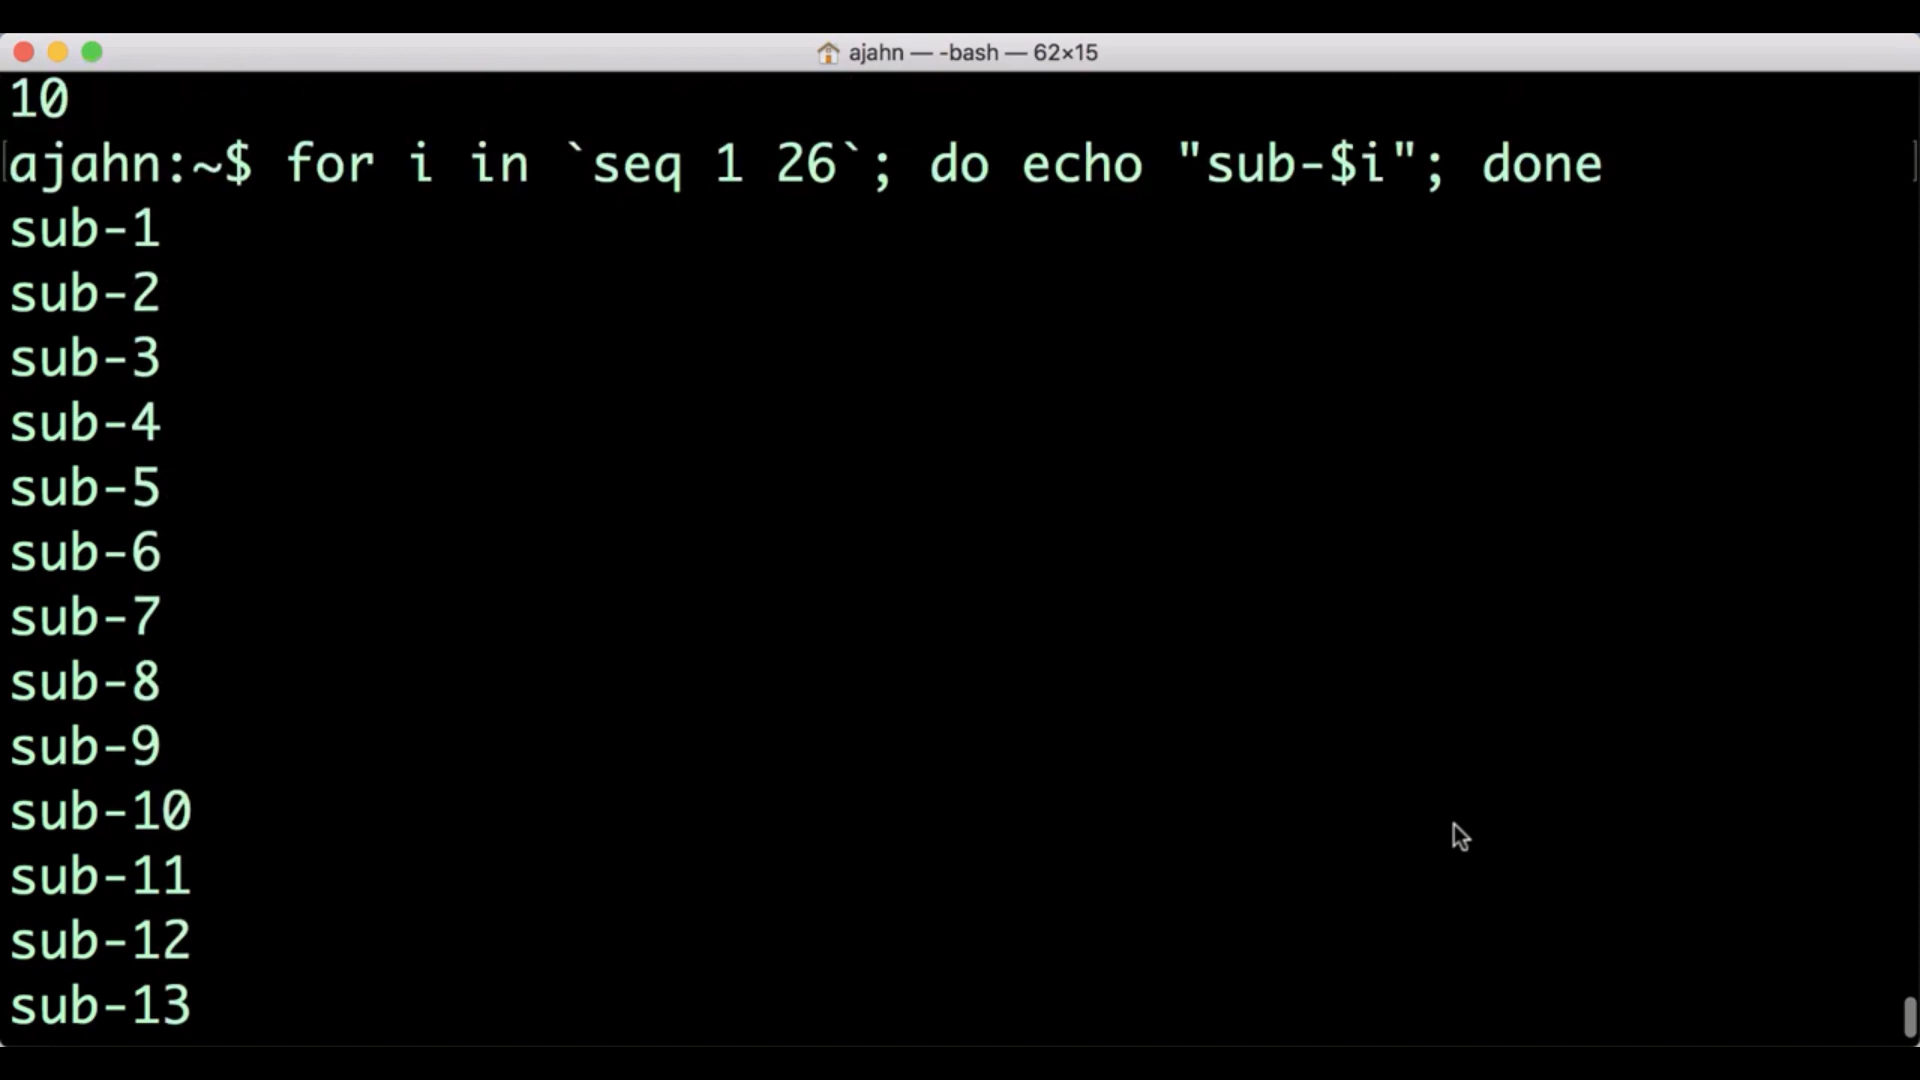 ajahn — -bash — 62×15
10
ajahn:~$ for i in `seq 1 26`; do echo "sub-$i"; done
sub-1
sub-2
sub-3
sub-4
sub-5
sub-6
sub-7
sub-8
sub-9
sub-10
sub-11
sub-12
sub-13